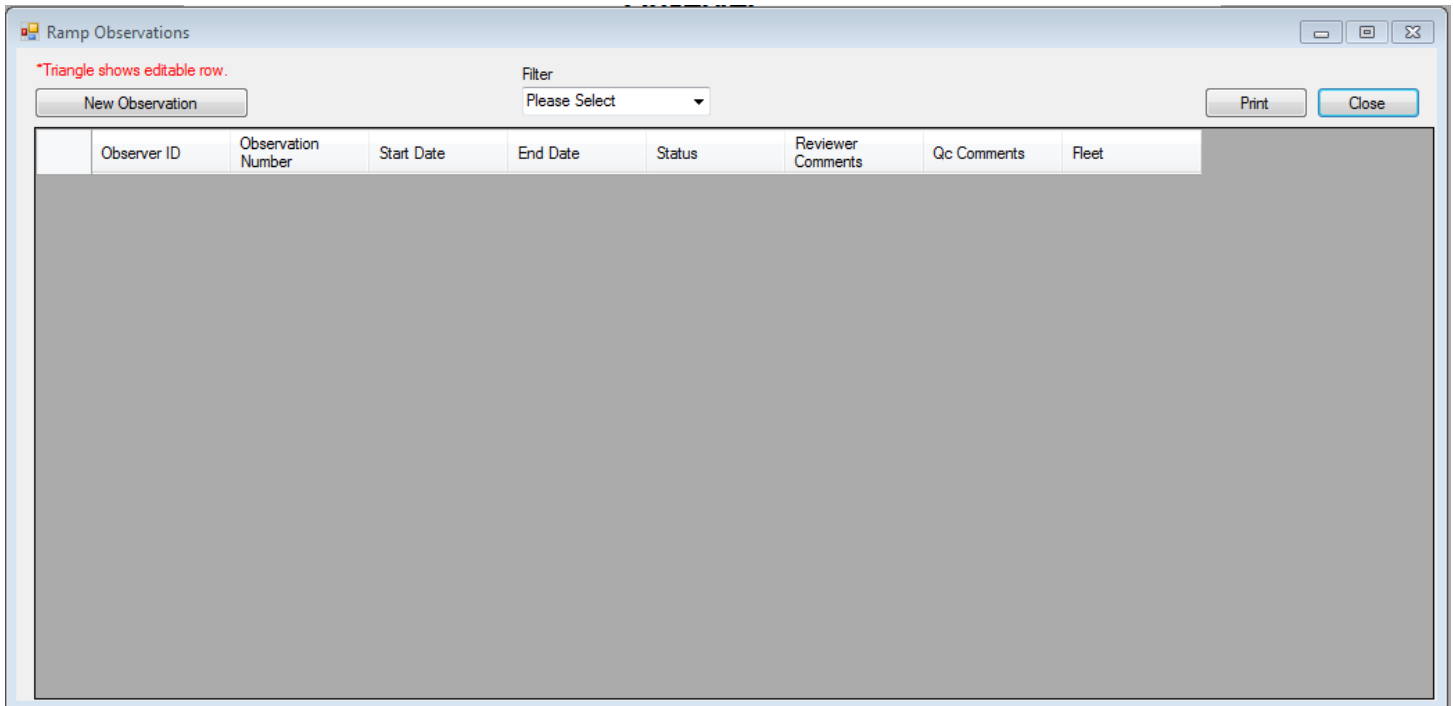 Ramp Observations
*Triangle shows editable row.
Filter
New Observation
Please Select
Print
Close
Observer ID
Observation
Number
Start Date
End Date
Status
Reviewer
Comments
Qc Comments
Fleet